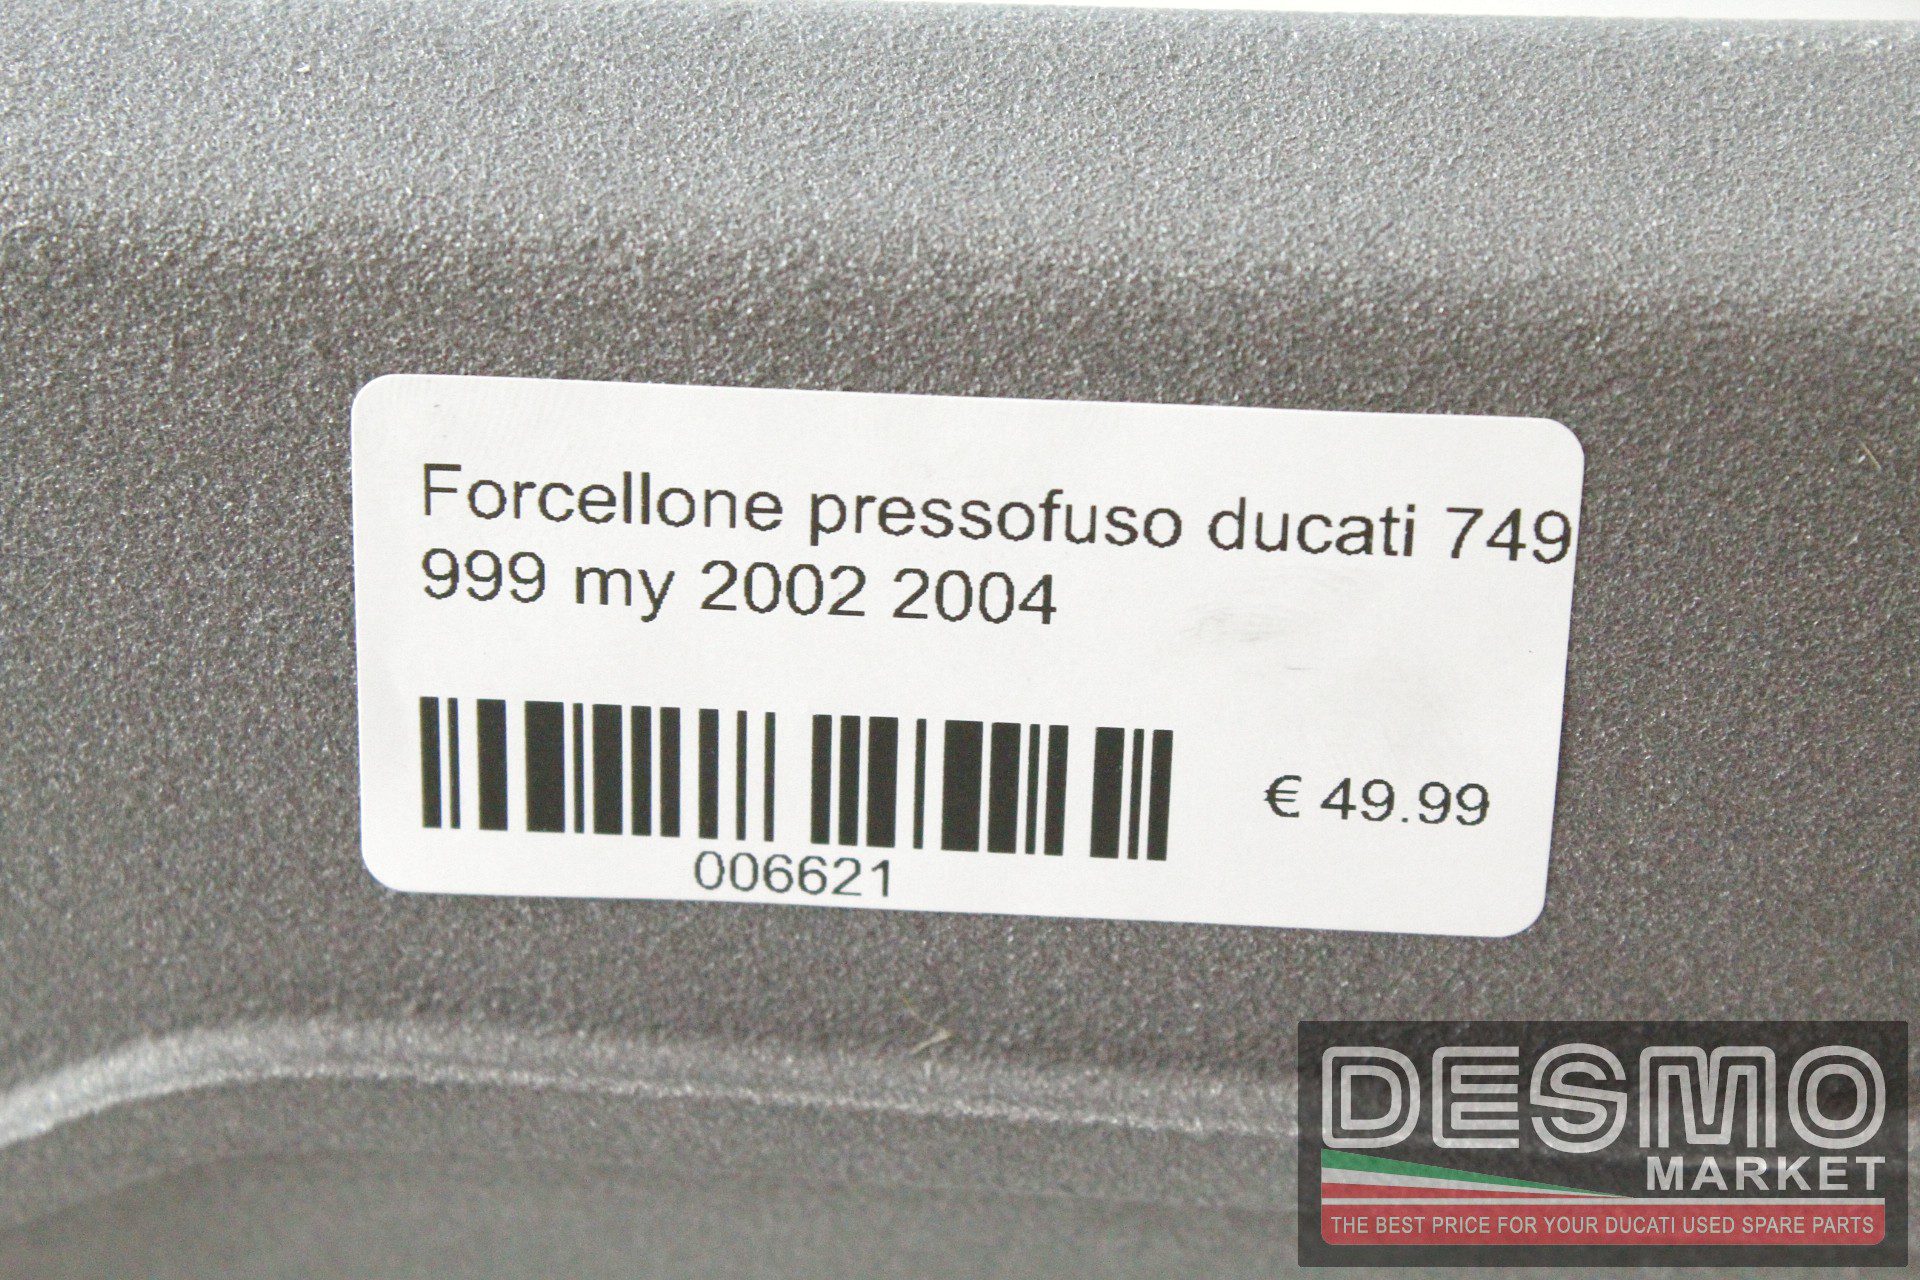 Forcellone pressofuso ducati 749
999 my 2002 2004
€ 49.99
006621
DESMO
MARKET
THE BEST PRICE FOR YOUR DUCATI USED SPARE PARTS